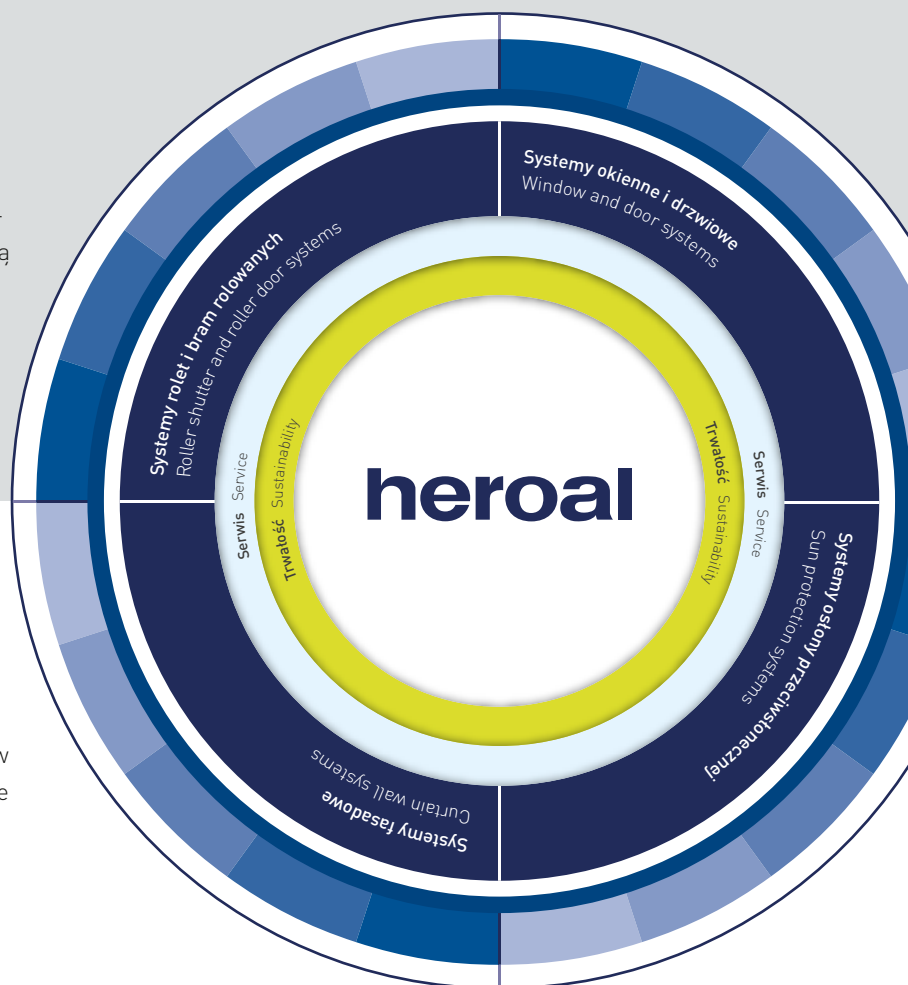 ą
w
e
Systemy okienne i drzwiowe
Window and door systems
Systemy rolet i bram rolowanych
Roller shutter and roller door systems
Serwis Service
Trwałość Sustainability
heroal
Trwałość Sustainability
Serwis Service
Systemy osłony przeciwsłonecznej
Sun protection systems
Systemy fasadowe
Curtain wall systems